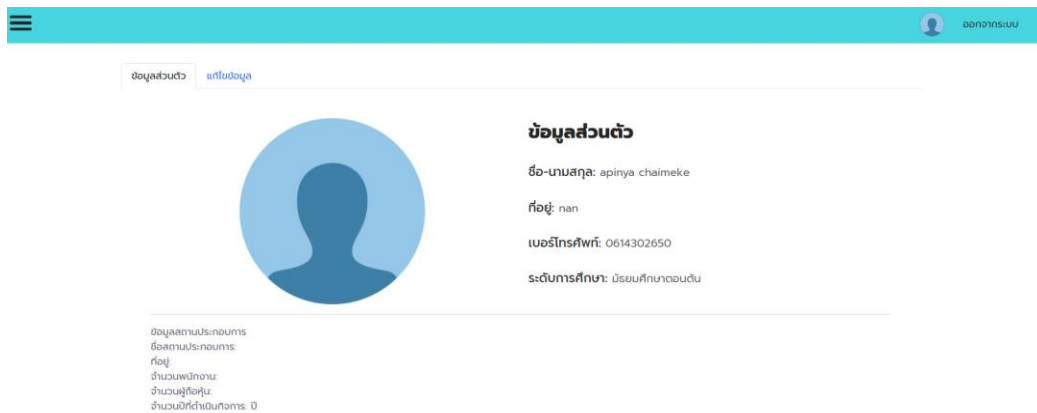 ออกจากระบบ
ข้อมูลส่วนตัว แก้ไขข้อมูล
ข้อมูลส่วนตัว
ชื่อ-นามสกุล: apinya chaimeke
ที่อยู่: nan
เบอร์โทรศัพท์: 0614302650
ระดับการศึกษา: มัธยมศึกษาตอนต้น
ข้อมูลสถานประกอบการ
ชื่อสถานประกอบการ:
ที่อยู่:
จำนวนพนักงาน:
จำนวนผู้ถือหุ้น:
จำนวนปีที่ดำเนินกิจการ: ปี